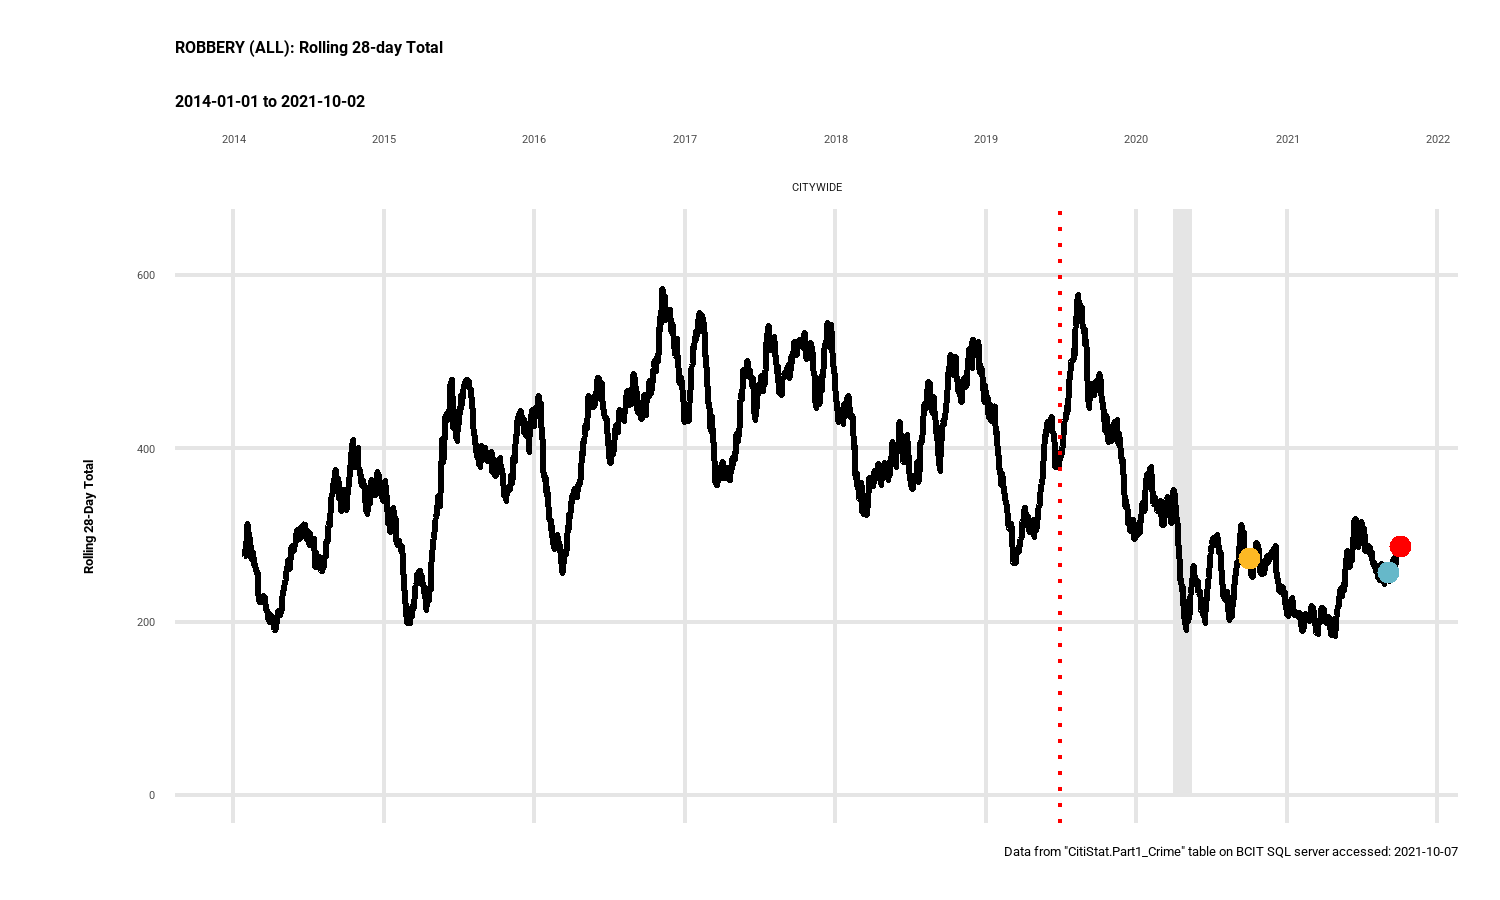 ROBBERY (ALL): Rolling 28-day Total
2014-01-01 to 2021-10-02
2014 2015 2016 2017 2018 2019 2020 2021 2022
CITYWIDE
600
400
200
0
Rolling 28-Day Total
Data from "CitiStat.Part1_Crime" table on BCIT SQL server accessed: 2021-10-07